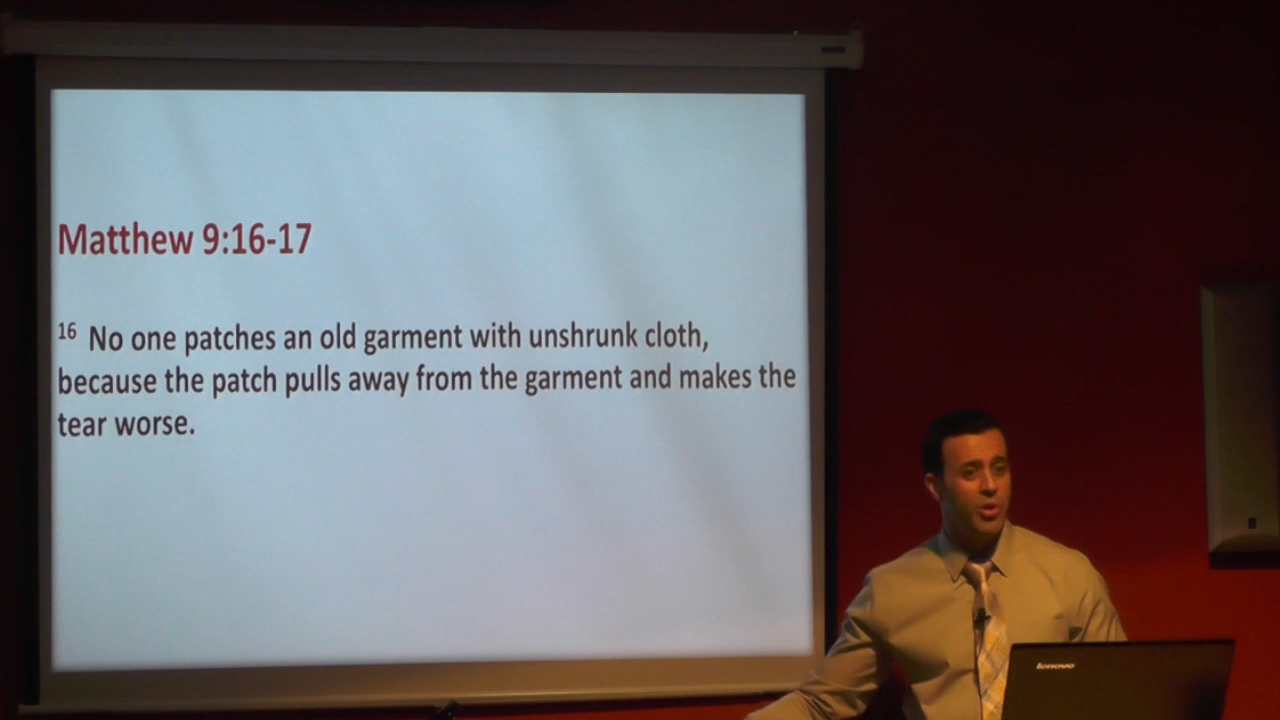 Matthew 9:16-17
16 No one patches an old garment with unshrunk cloth,
because the patch pulls away from the garment and makes the
tear worse.
lenovo